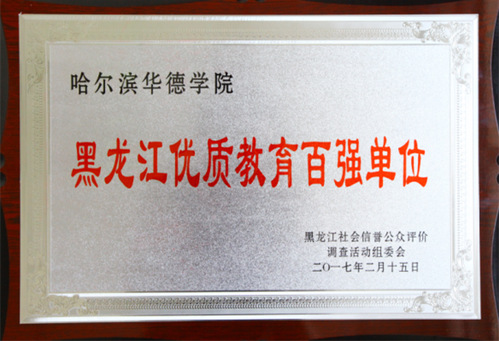 哈尔滨华德学院
黑龙江优质教育百强单位
黑龙江社会信誉公众评价
调查活动组委会
二〇一七年二月十五日